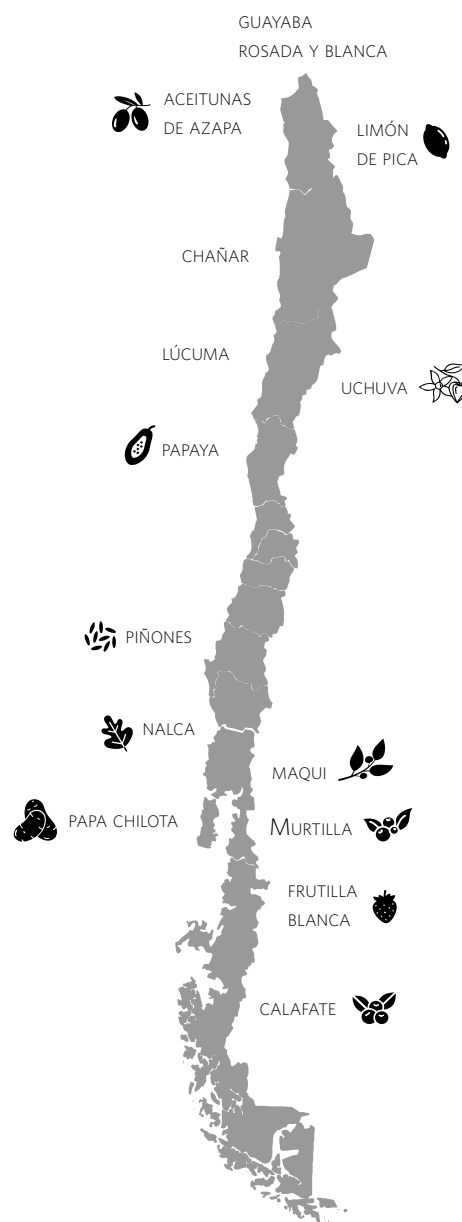 GUAYABA
ROSADA Y BLANCA
ACEITUNAS
DE AZAPA
LIMÓN
DE PICA
CHAÑAR
LÚCUMA
UCHUVA
PAPAYA
PIÑONES
NALCA
MAQUI
PAPA CHILOTA
MURTILLA
FRUTILLA
BLANCA
CALAFATE